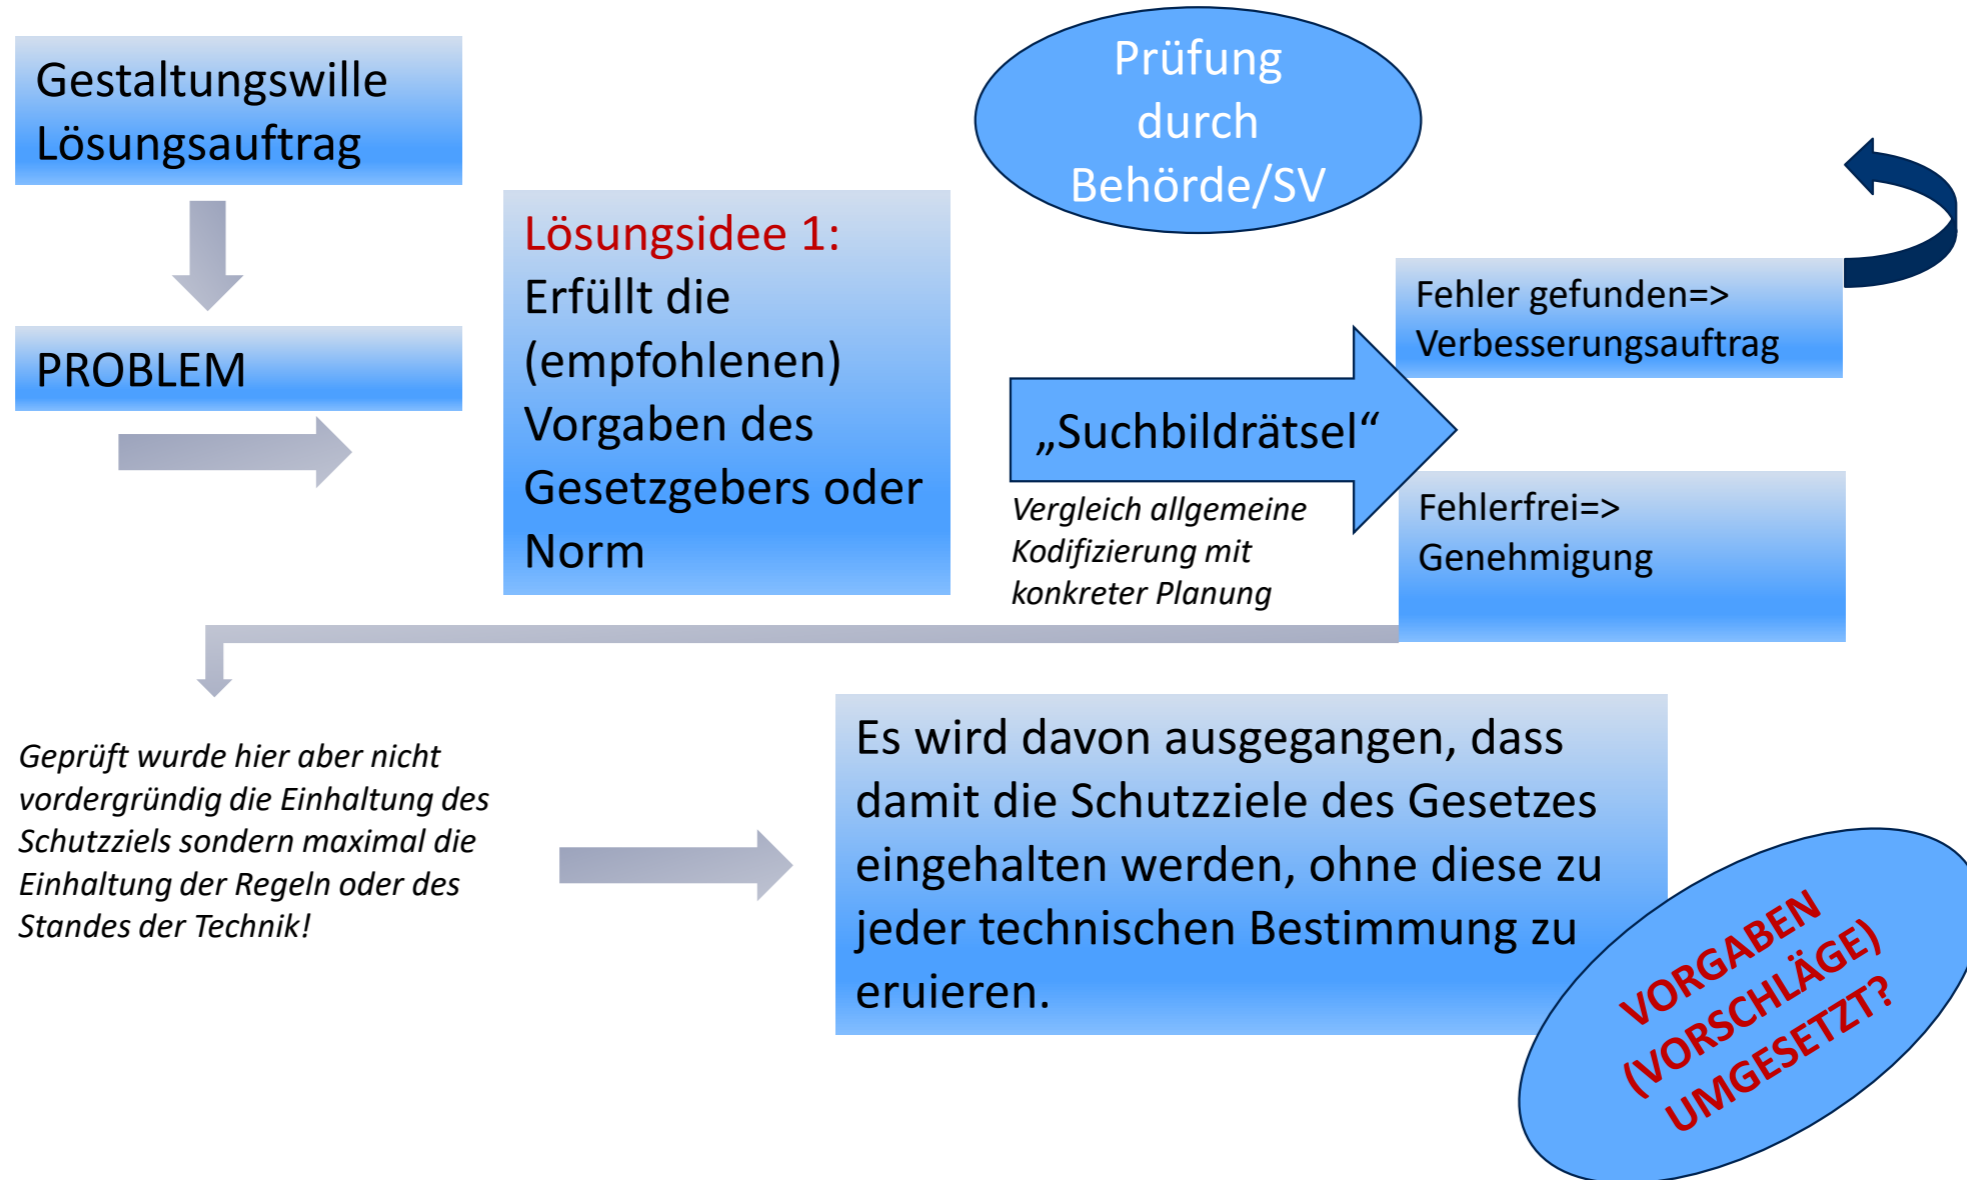 Gestaltungswille
Lösungsauftrag
PROBLEM
Lösungsidee 1:
Erfüllt die
(empfohlenen)
Vorgaben des
Gesetzgebers oder
Norm
Prüfung
durch
Behörde/SV
„Suchbildrätsel“
Vergleich allgemeine
Kodifizierung mit
konkreter Planung
Fehler gefunden=>
Verbesserungsauftrag
Fehlerfrei=>
Genehmigung
Geprüft wurde hier aber nicht
vordergründig die Einhaltung des
Schutzziels sondern maximal die
Einhaltung der Regeln oder des
Standes der Technik!
Es wird davon ausgegangen, dass
damit die Schutzziele des Gesetzes
eingehalten werden, ohne diese zu
jeder technischen Bestimmung zu
eruieren.
VORGABEN
(VORSCHLÄGE)
UMGESETZT?